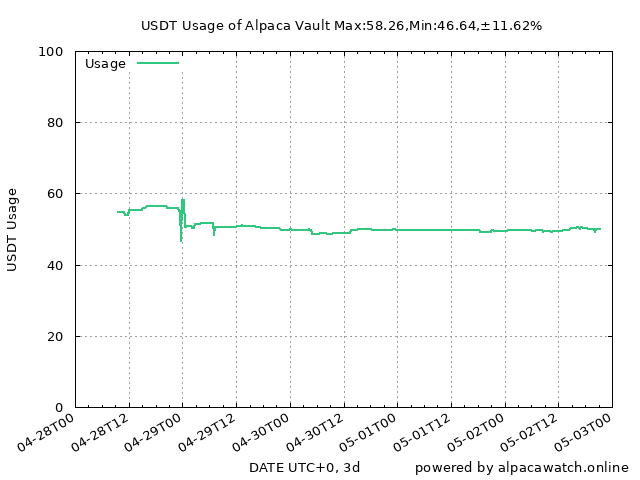 USDT Usage of Alpaca Vault Max:58.26,Min:46.64,±11.62%
100
Usage
80
60
USDT Usage
40
20
0
04-28T00
04-28T12
04-29T00
04-29T12
04-30T00
04-30T12
05-01T00
05-01T12
05-02T00
05-02T12
05-03T00
DATE UTC+0, 3d
powered by alpacawatch.online